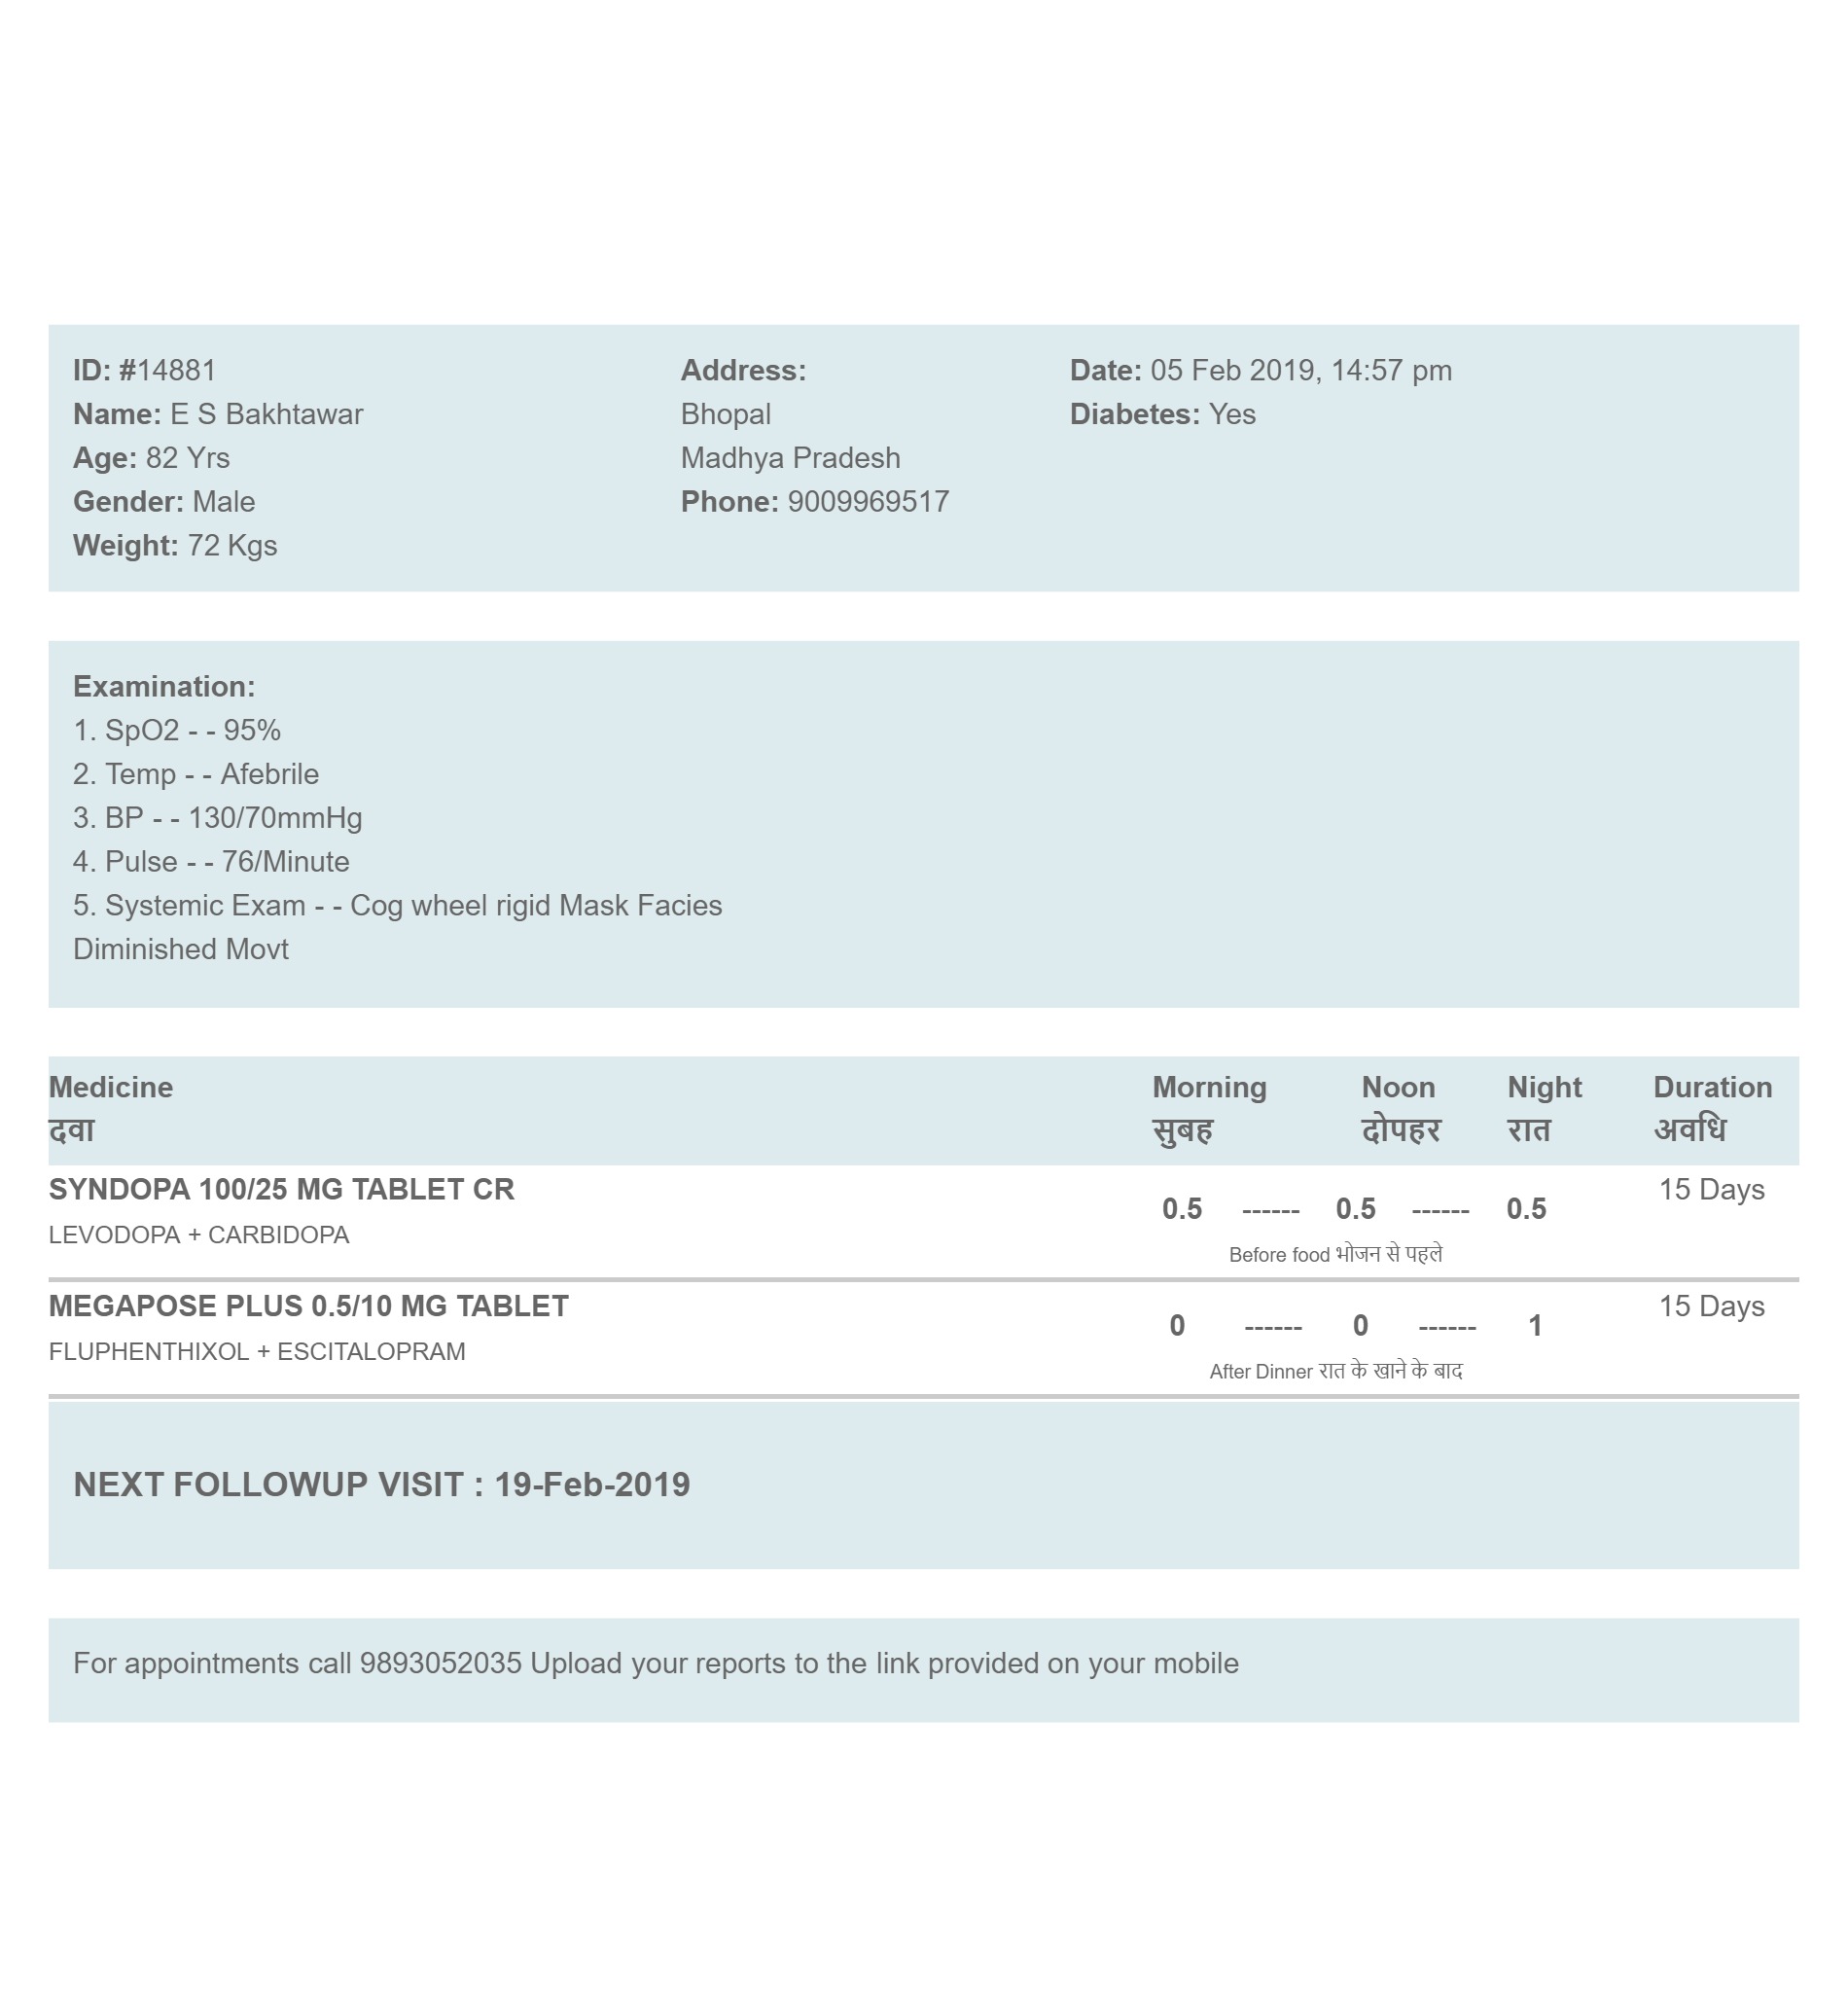 ID: #14881
Name: E S Bakhtawar
Age: 82 Yrs
Gender: Male
Weight: 72 Kgs
Address:
Bhopal
Madhya Pradesh
Phone: 9009969517
Date: 05 Feb 2019, 14:57 pm
Diabetes: Yes
Examination:
1. SpO2 - - 95%
2. Temp - - Afebrile
3. BP - - 130/70mmHg
4. Pulse - - 76/Minute
5. Systemic Exam - - Cog wheel rigid Mask Facies
Diminished Movt
Medicine Morning Noon Night Duration
दवा सुबह दोपहर रात अवधि
SYNDOPA 100/25 MG TABLET CR 15 Days
0.5 ------ 0.5 ------ 0.5
LEVODOPA + CARBIDOPA
Before food भोजन से पहले
MEGAPOSE PLUS 0.5/10 MG TABLET 15 Days
0 ------ 0 ------ 1
FLUPHENTHIXOL + ESCITALOPRAM
After Dinner रात के खाने के बाद
NEXT FOLLOWUP VISIT : 19-Feb-2019
For appointments call 9893052035 Upload your reports to the link provided on your mobile